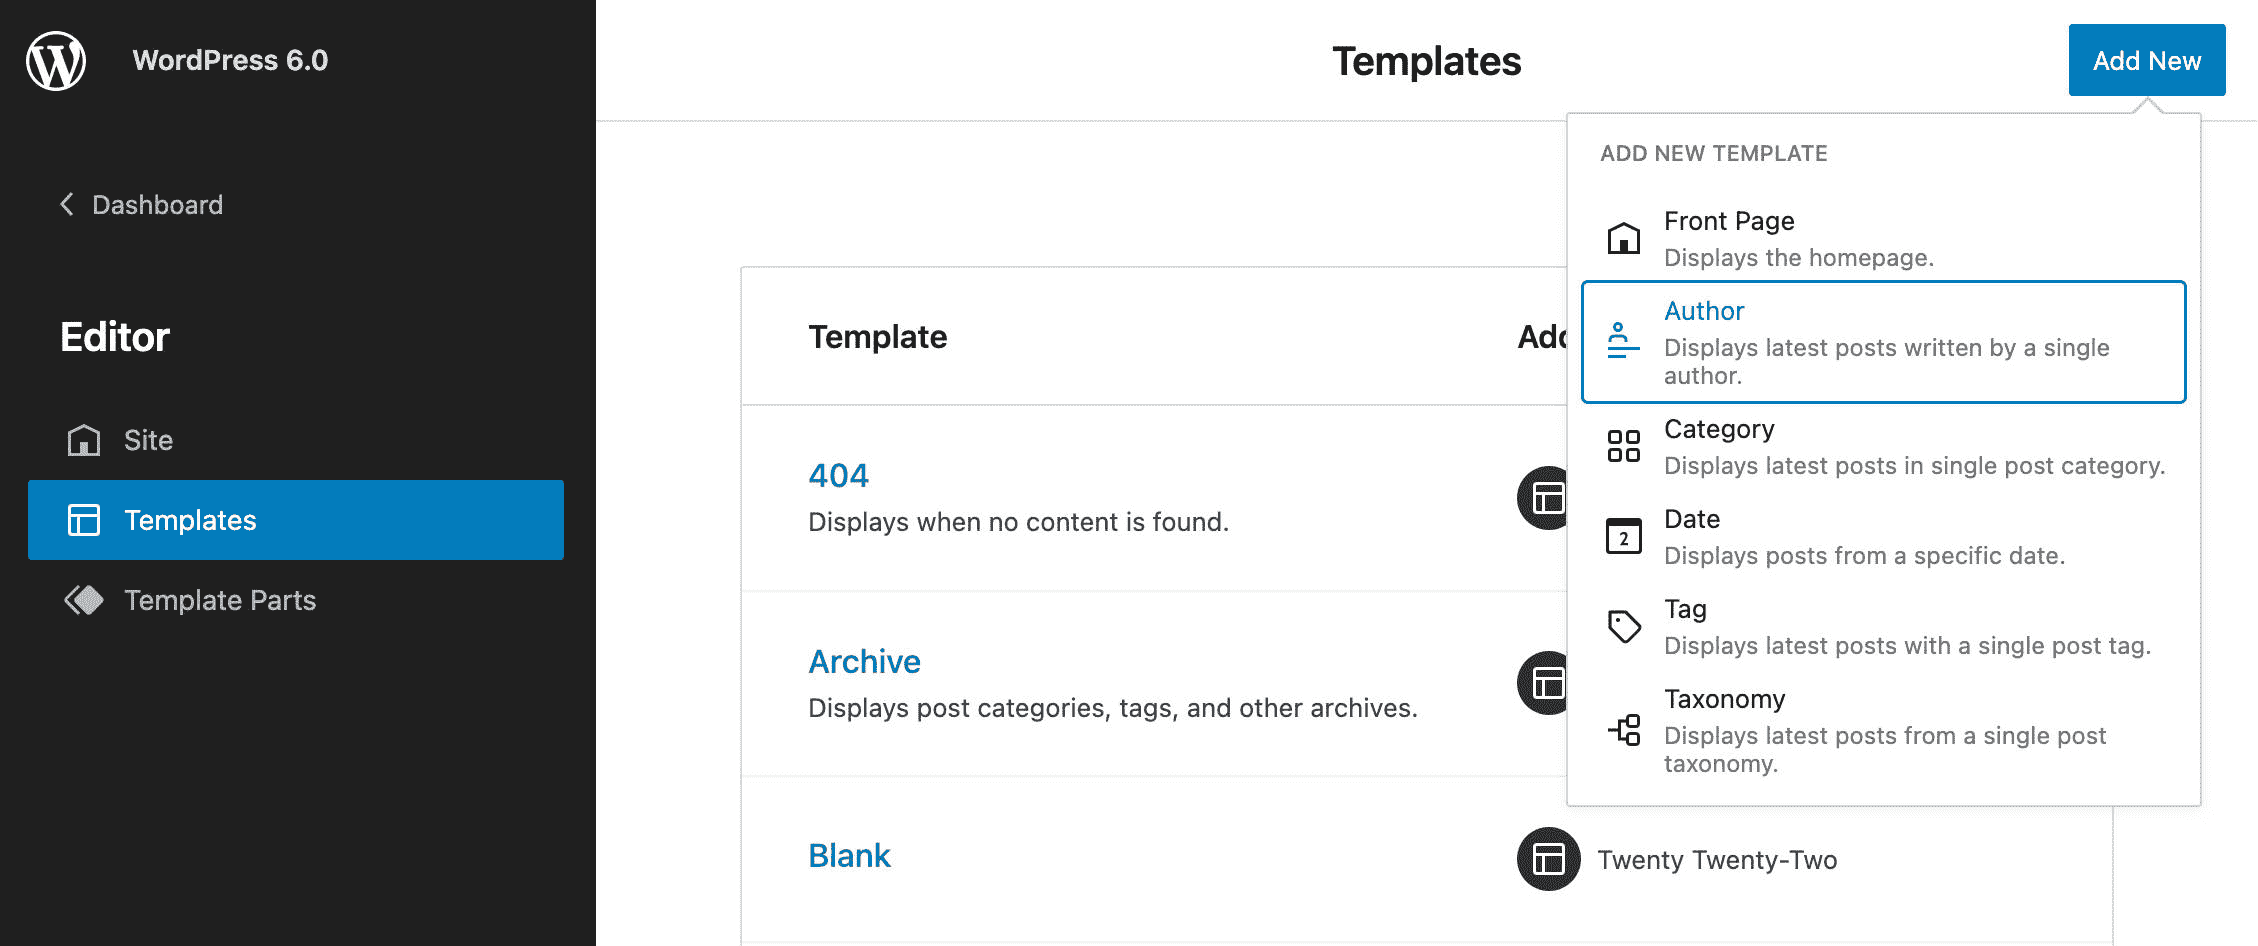 WordPress 6.0
Dashboard
Editor
Site
Templates
Template Parts
Templates
Add New
Template
404
Displays when no content is found.
Archive
Displays post categories, tags, and other archives.
Blank
Twenty Twenty-Two
ADD NEW TEMPLATE
Front Page
Displays the homepage.
Author
Displays latest posts written by a single
author.
Category
Displays latest posts in single post category.
Date
2
Displays posts from a specific date.
Tag
Displays latest posts with a single post tag.
Taxonomy
Displays latest posts from a single post
taxonomy.